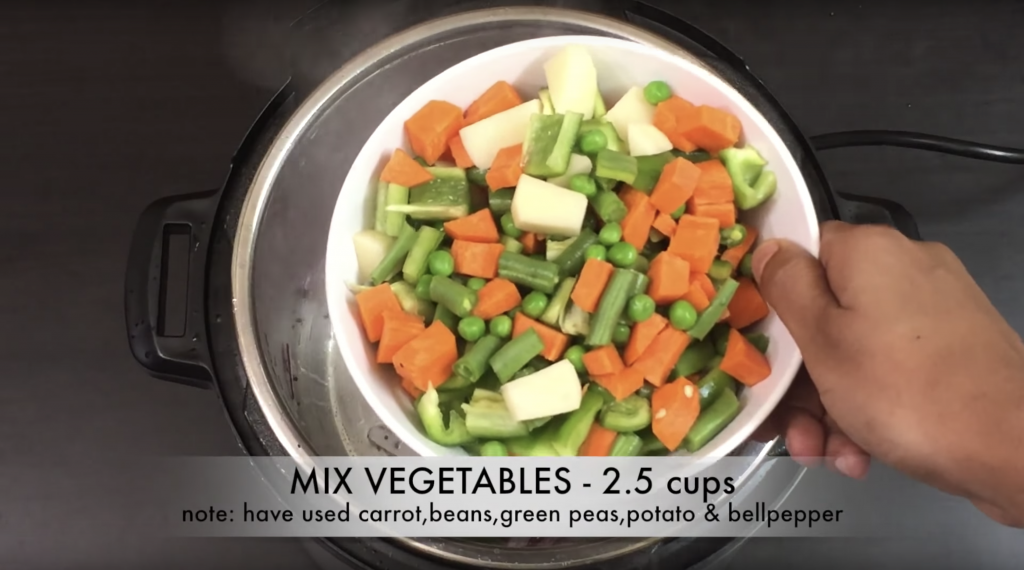 MIX VEGETABLES - 2.5 cups
note: have used carrot,beans,green peas,potato & bellpepper